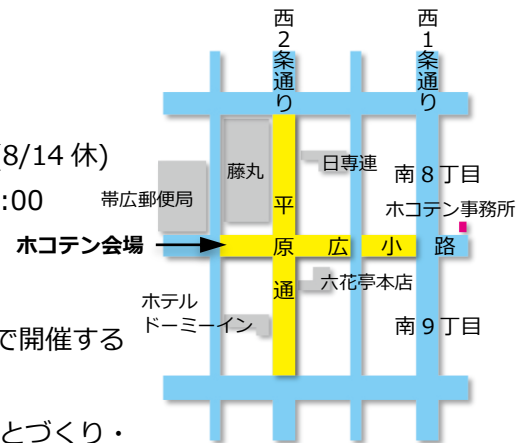 西2条通り
西1条通り
8/14 休)
:00
藤丸
日専連
南8丁目
帯広郵便局
ホコテン事務所
平原通
ホコテン会場
広小路
六花亭本店
ホテル
ドーミーイン
南9丁目
で開催する
とづくり・